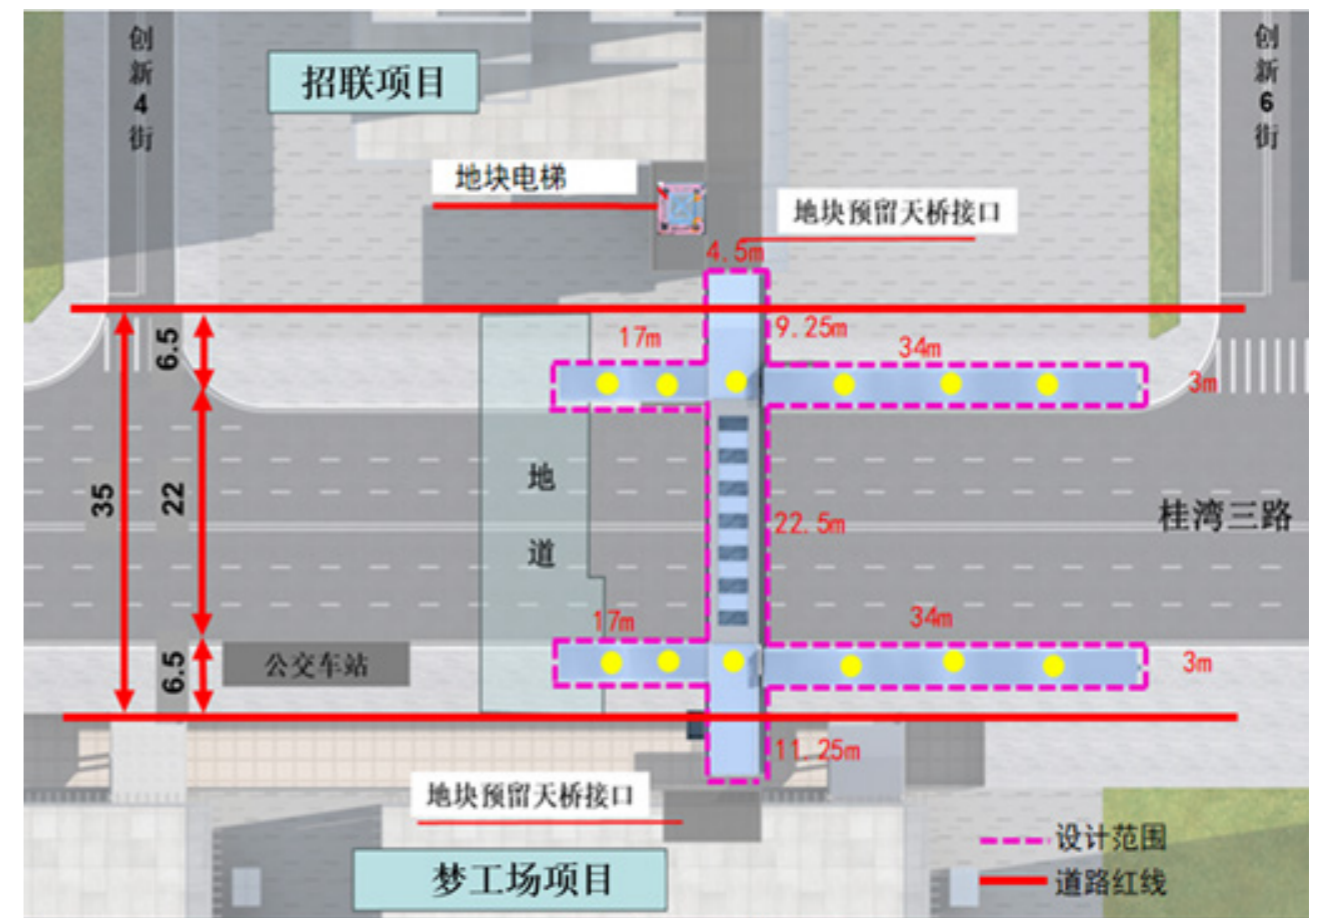 创新4街
创新6街
招联项目
地块电梯
地块预留天桥接口
4.5m
6.5
17m
9.25m
34m
3m
地道
35
22
22.5m
桂湾三路
17m
34m
6.5
公交车站
3m
11.25m
地块预留天桥接口
设计范围
梦工场项目
道路红线